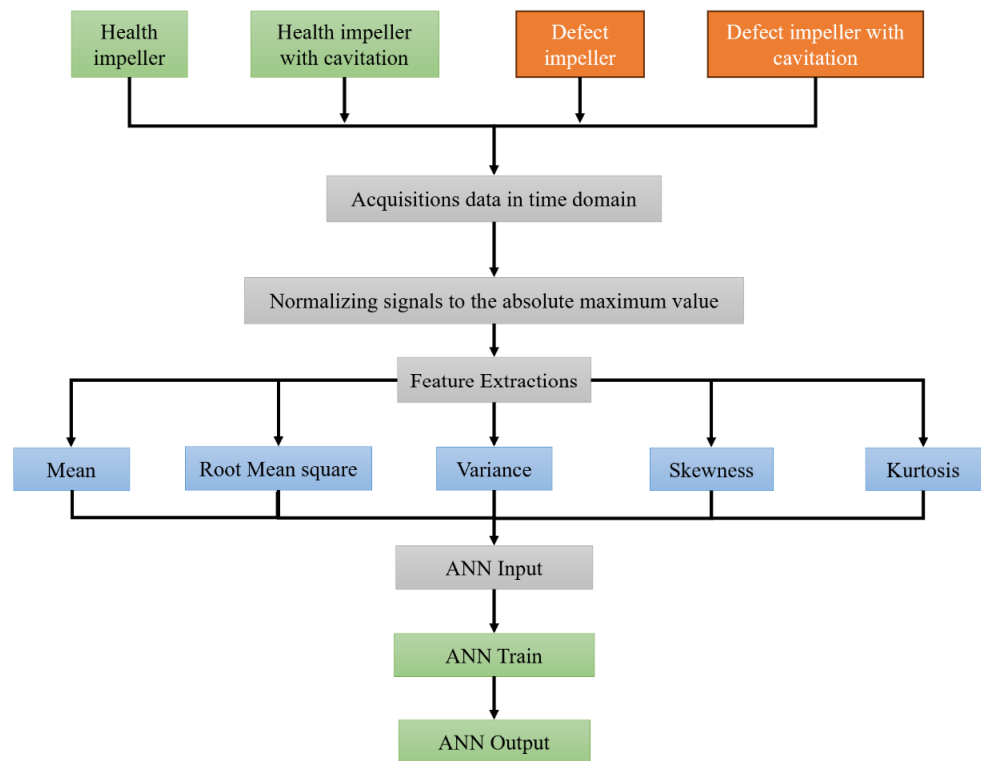 Health
impeller
Health impeller
with cavitation
Defect
impeller
Defect impeller with
cavitation
Acquisitions data in time domain
Normalizing signals to the absolute maximum value
Feature Extractions
Mean
Root Mean square
Variance
Skewness
Kurtosis
ANN Input
ANN Train
ANN Output